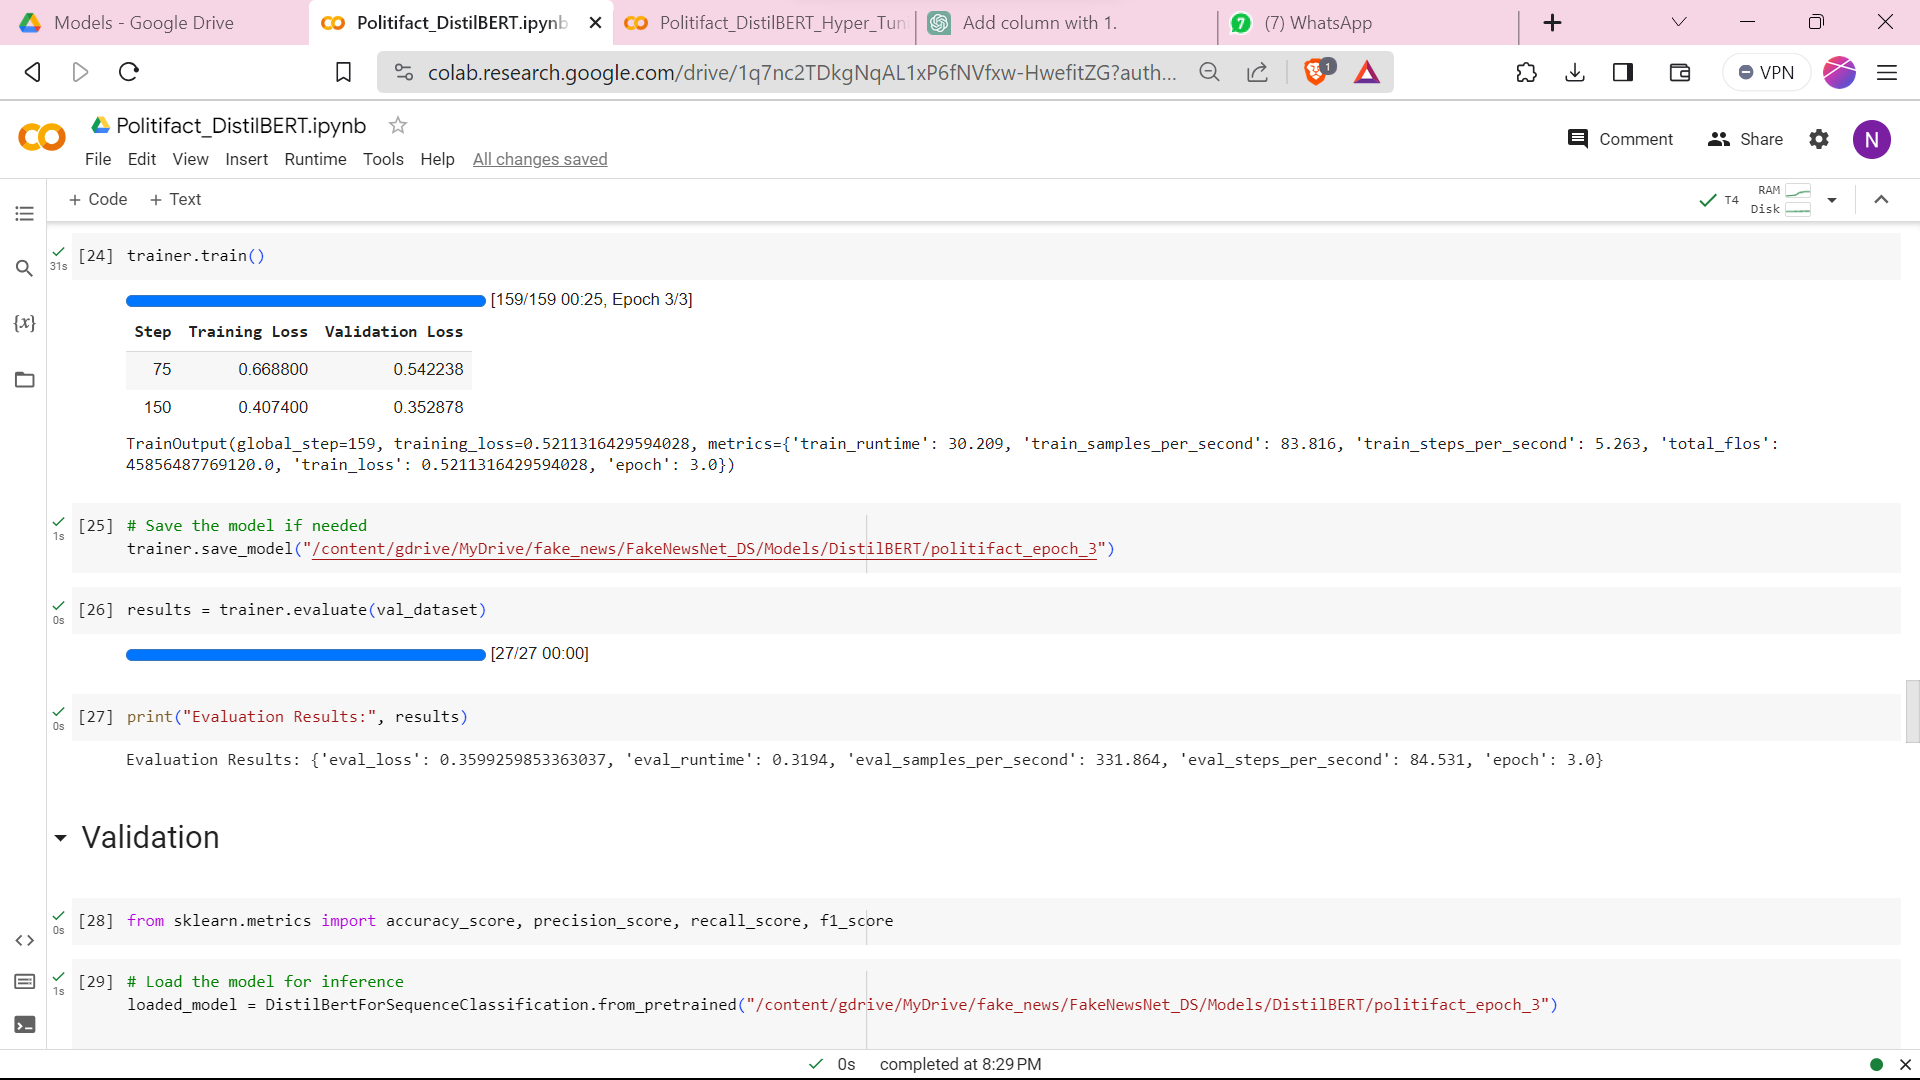 Models - Google Drive
Politifact_DistilBERT.ipynb
Politifact_DistilBERT_Hyper_Tun
Add column with 1.
(7) WhatsApp
colab.research.google.com/drive/1q7nc2TDkgNqAL1xP6fNVfxw-HwefitZG?auth...
1
VPN
Politifact_DistilBERT.ipynb
File Edit View Insert Runtime Tools Help All changes saved
Comment
Share
N
+ Code + Text
T4
RAM
Disk
[24] trainer.train()
31s
[159/159 00:25, Epoch 3/3]
Step Training Loss Validation Loss
75 0.668800 0.542238
150 0.407400 0.352878
TrainOutput(global_step=159, training_loss=0.5211316429594028, metrics={'train_runtime': 30.209, 'train_samples_per_second': 83.816, 'train_steps_per_second': 5.263, 'total_flos':
45856487769120.0, 'train_loss': 0.5211316429594028, 'epoch': 3.0})
[25] # Save the model if needed
1s
trainer.save_model("/content/gdrive/MyDrive/fake_news/FakeNewsNet_DS/Models/DistilBERT/politifact_epoch_3")
[26] results = trainer.evaluate(val_dataset)
0s
[27/27 00:00]
[27] print("Evaluation Results:", results)
0s
Evaluation Results: {'eval_loss': 0.3599259853363037, 'eval_runtime': 0.3194, 'eval_samples_per_second': 331.864, 'eval_steps_per_second': 84.531, 'epoch': 3.0}
Validation
[28] from sklearn.metrics import accuracy_score, precision_score, recall_score, f1_score
0s
[29] # Load the model for inference
1s
loaded_model = DistilBertForSequenceClassification.from_pretrained("/content/gdrive/MyDrive/fake_news/FakeNewsNet_DS/Models/DistilBERT/politifact_epoch_3")
0s completed at 8:29 PM